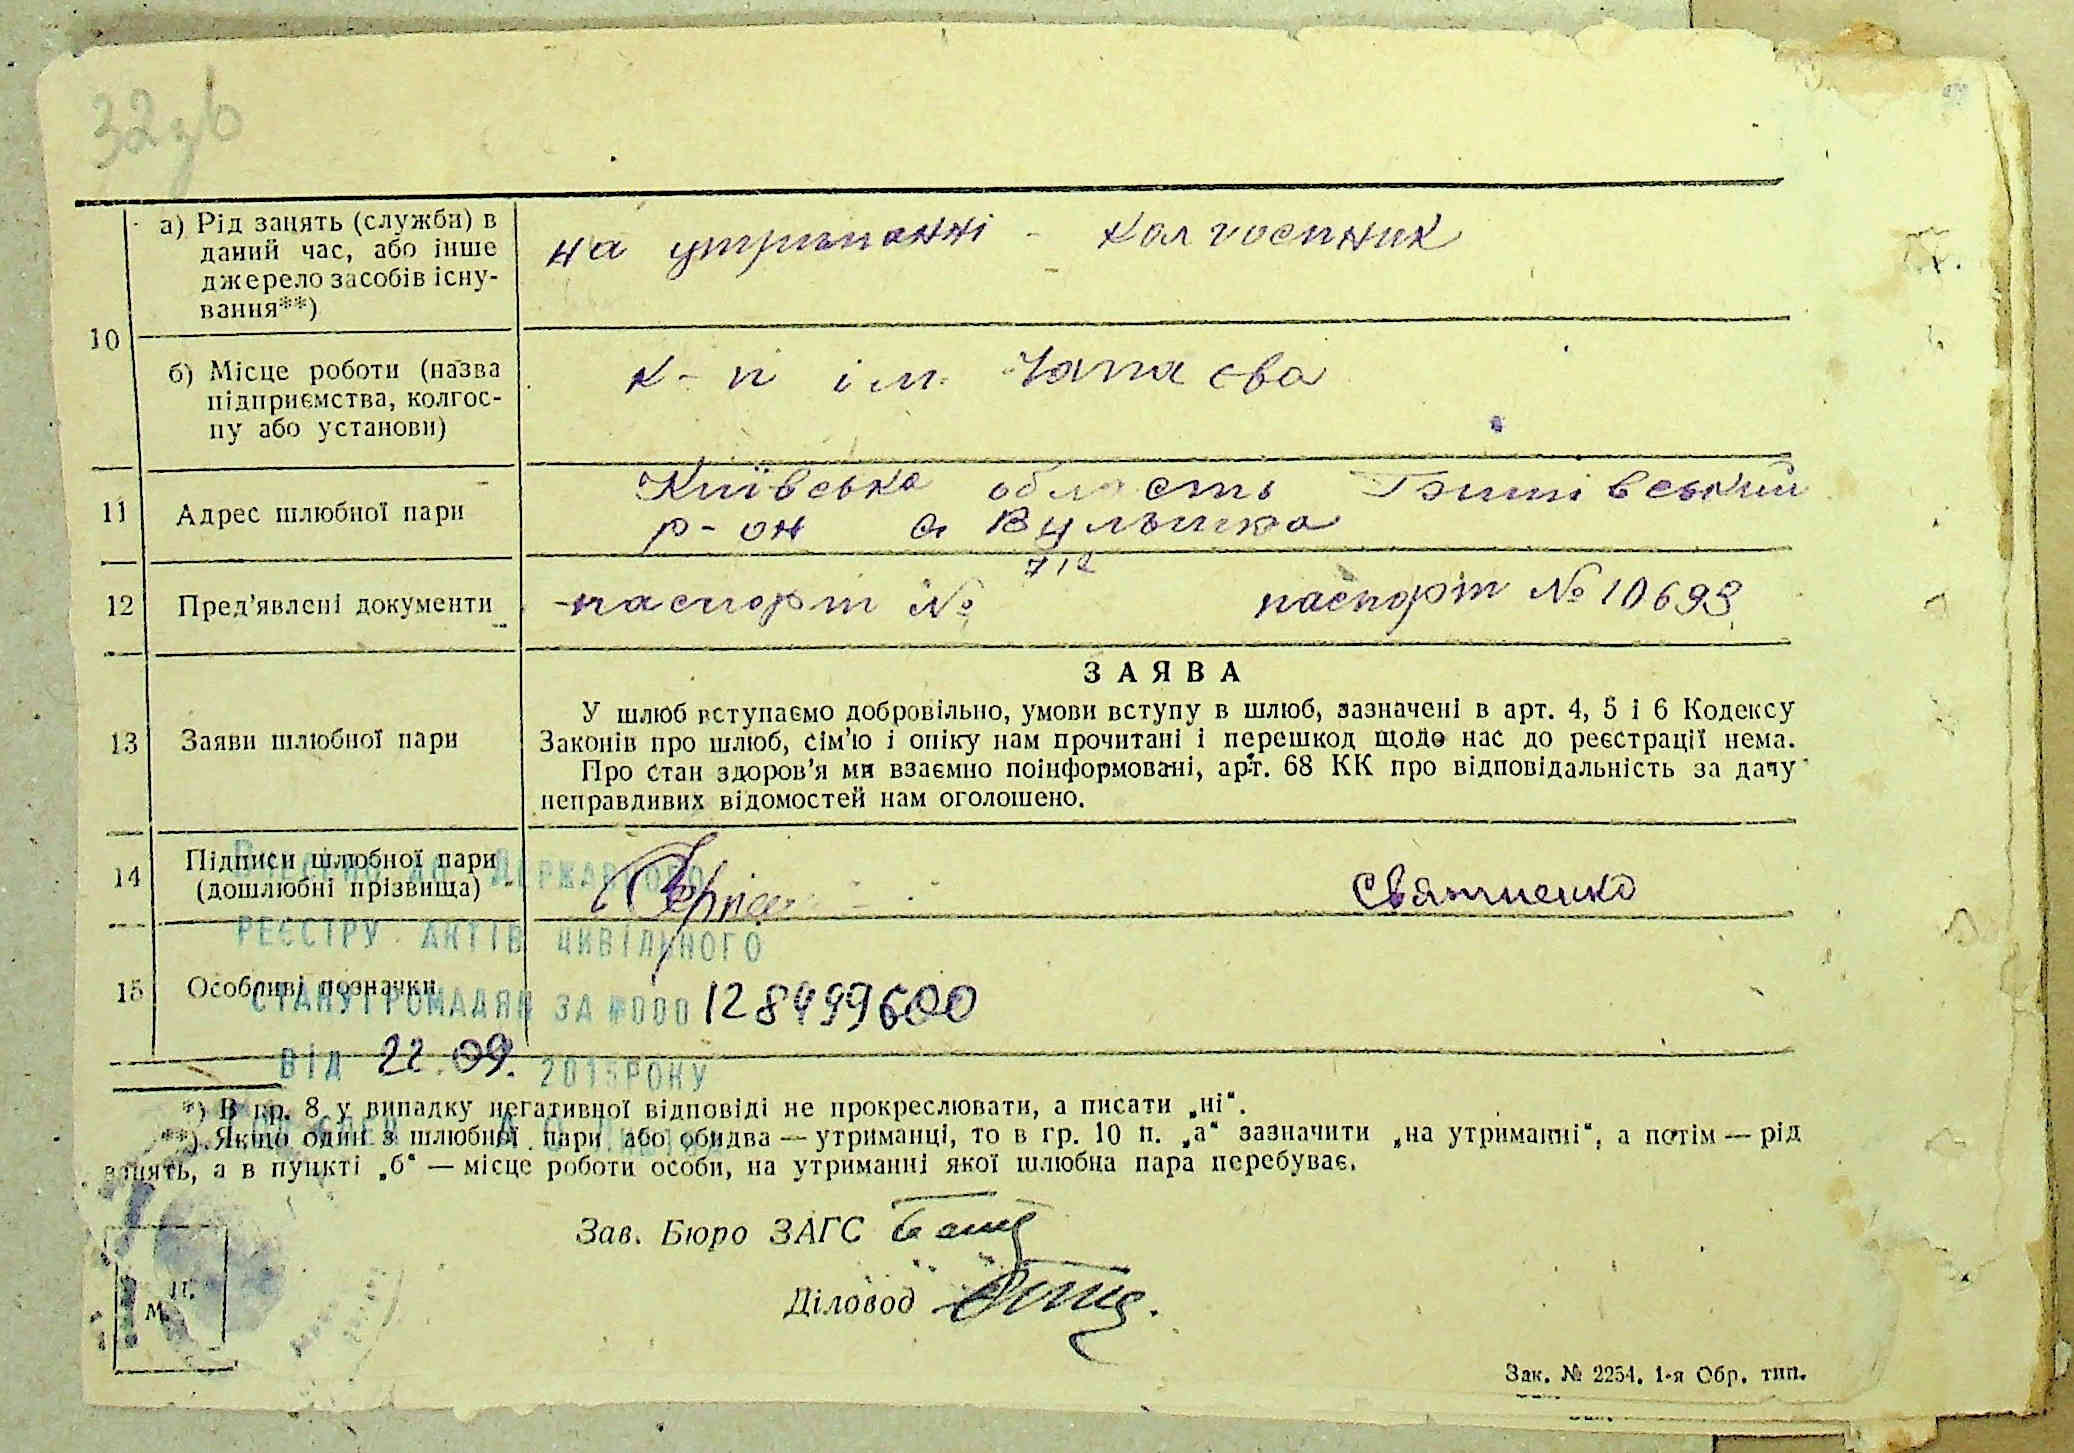 32зв
а) Рід занять (служби) в
даний час, або інше
джерело засобів існу-
вання**)
на утриманні - колгоспник
10
б) Місце роботи (назва
підприємства, колгос-
пу або установи)
к-п ім. Чапаєва
11 Адрес шлюбної пари
Київська область
р-он с
12 Пред'явлені документи паспорт № 712 паспорт № 10693
ЗАЯВА
13 Заяви шлюбної пари
У шлюб вступаємо добровільно, умови вступу в шлюб, зазначені в арт. 4, 5 і 6 Кодексу
Законів про шлюб, сім'ю і опіку нам прочитані і перешкод щодо нас до реєстрації нема.
Про стан здоров'я ми взаємно поінформовані, арт. 68 КК про відповідальність за дачу
неправдивих відомостей нам оголошено.
14 Підписи шлюбної пари
(дошлюбні прізвища)
Святненко
ДЕРЖАВНОГО
РЕЄСТРУ АКТІВ ЦИВІЛЬНОГО
15 Особливі позначки
СТАНУ ГРОМАДЯН ЗА №000 128499600
ВІД 22.09. 2015РОКУ
*) В гр. 8 у випадку негативної відповіді не прокреслювати, а писати „ні“.
**) Якщо один з шлюбної пари або обидва — утриманці, то в гр. 10 п. „а“ зазначити „на утриманні“, а потім — рід
занять, а в пункті „б“ — місце роботи особи, на утриманні якої шлюбна пара перебуває.
Зав. Бюро ЗАГС
Діловод
М. П.
Зак. № 2254. 1-я Обр. тип.